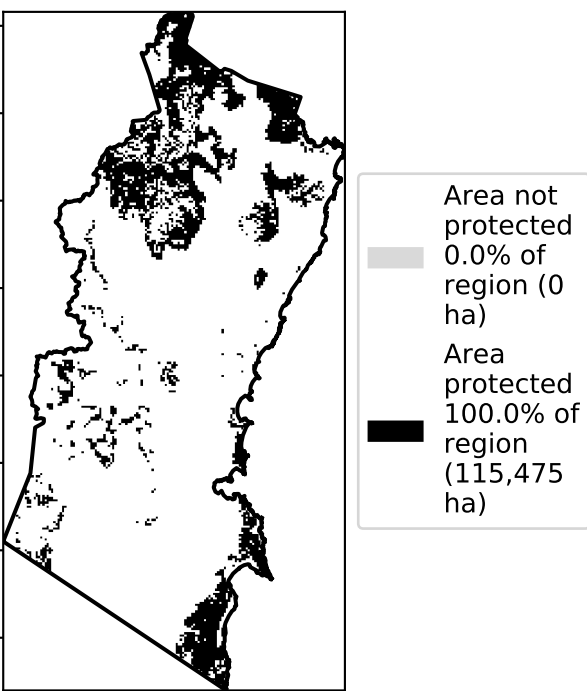 Area not
protected
0.0% of
region (0
ha)
Area
protected
100.0% of
region
(115,475
ha)